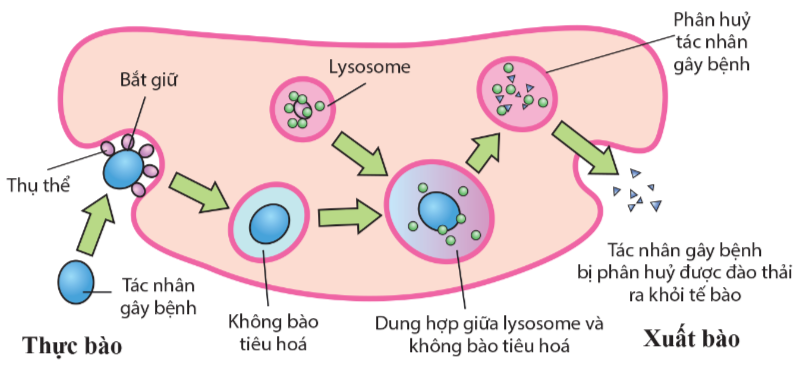 Phân huỷ
tác nhân
gây bệnh
Lysosome
Bắt giữ
Thụ thể
Tác nhân
gây bệnh
Không bào
tiêu hoá
Dung hợp giữa lysosome và
không bào tiêu hoá
Tác nhân gây bệnh
bị phân huỷ được đào thải
ra khỏi tế bào
Thực bào
Xuất bào